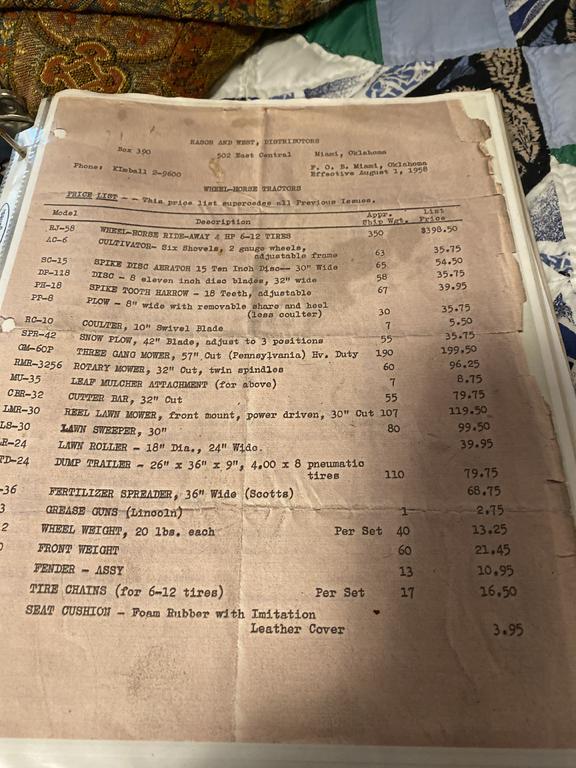 RASOR AND WEST, DISTRIBUTORS
Box 390 502 East Central Miami, Oklahoma
Phone: KImball 2-9600 F. O. B. Miami, Oklahoma
Effective August 1, 1958
WHEEL-HORSE TRACTORS
PRICE LIST - - This price list supercedes all Previous Issues.
Model Description Appr. Ship Wgt. List Price
RJ-58 WHEEL-HORSE RIDE-AWAY 4 HP 6-12 TIRES 350 $398.50
AC-6 CULTIVATOR- Six Shovels, 2 gauge wheels,
adjustable frame 63 35.75
SC-15 SPIKE DISC AERATOR 15 Ten Inch Disc-- 30" Wide 65 54.50
DP-118 DISC - 8 eleven inch disc blades, 32" wide 58 35.75
PH-18 SPIKE TOOTH HARROW - 18 Teeth, adjustable 67 39.95
PP-8 PLOW - 8" wide with removable share and heel
(less coulter) 30 35.75
RC-10 COULTER, 10" Swivel Blade 7 5.50
SPR-42 SNOW PLOW, 42" Blade, adjust to 3 positions 55 35.75
GM-60P THREE GANG MOWER, 57" Cut (Pennsylvania) Hv. Duty 190 199.50
RMR-3256 ROTARY MOWER, 32" Cut, twin spindles 60 96.25
MU-35 LEAF MULCHER ATTACHMENT (for above) 7 8.75
CBR-32 CUTTER BAR, 32" Cut 55 79.75
LMR-30 REEL LAWN MOWER, front mount, power driven, 30" Cut 107 119.50
LS-30 LAWN SWEEPER, 30" 80 99.50
R-24 LAWN ROLLER - 18" Dia., 24" Wide. 39.95
TD-24 DUMP TRAILER - 26" x 36" x 9", 4.00 x 8 pneumatic
tires 110 79.75
-36 FERTILIZER SPREADER, 36" Wide (Scotts) 68.75
3 GREASE GUNS (Lincoln) 1 2.75
2 WHEEL WEIGHT, 20 lbs. each Per Set 40 13.25
FRONT WEIGHT 60 21.45
FENDER - ASSY 13 10.95
TIRE CHAINS (for 6-12 tires) Per Set 17 16.50
SEAT CUSHION - Foam Rubber with Imitation
Leather Cover 3.95